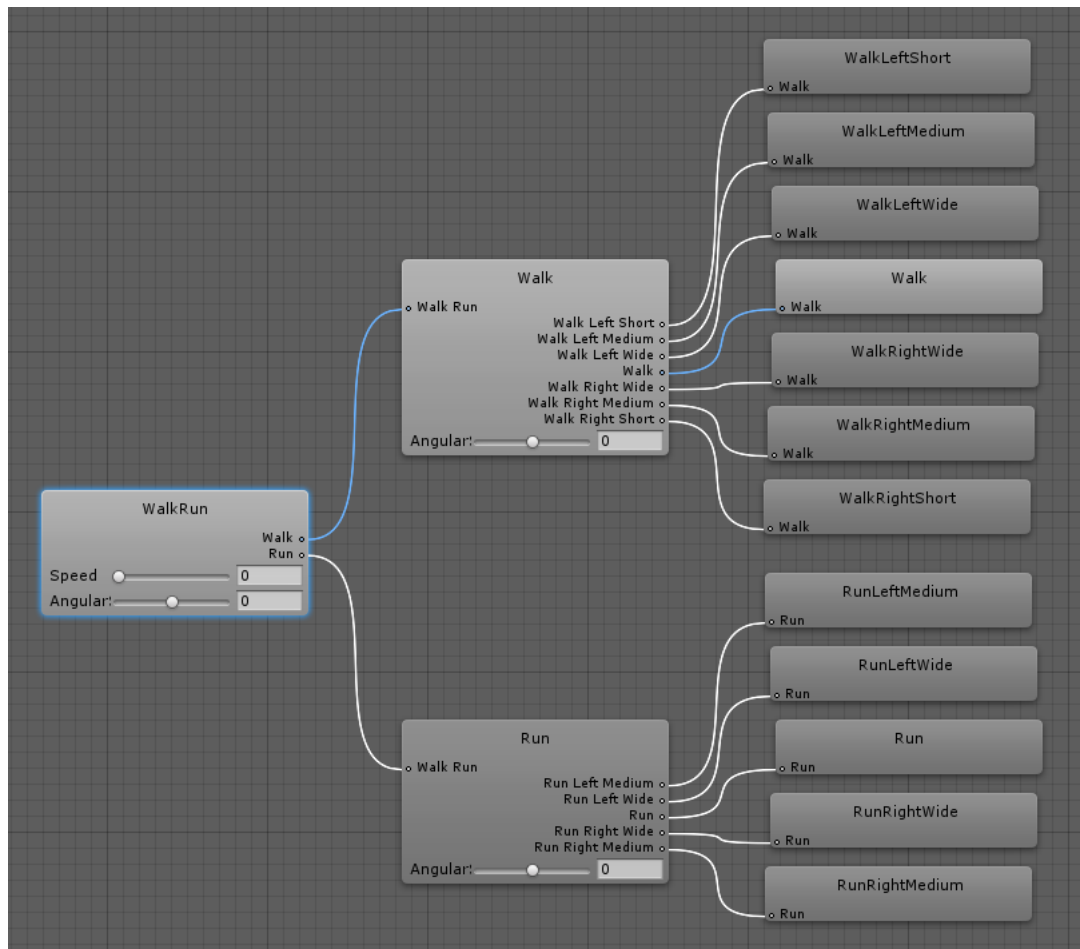 WalkLeftShort
Walk
WalkLeftMedium
Walk
WalkLeftWide
Walk
Walk
Walk
WalkRightWide
Walk
WalkRightMedium
Walk
WalkRightShort
Walk
Walk
Walk Run
Walk Left Short
Walk Left Medium
Walk Left Wide
Walk
Walk Right Wide
Walk Right Medium
Walk Right Short
Angular: 0
WalkRun
Walk
Run
Speed 0
Angular: 0
RunLeftMedium
Run
RunLeftWide
Run
Run
Run
RunRightWide
Run
RunRightMedium
Run
Run
Walk Run
Run Left Medium
Run Left Wide
Run
Run Right Wide
Run Right Medium
Angular: 0